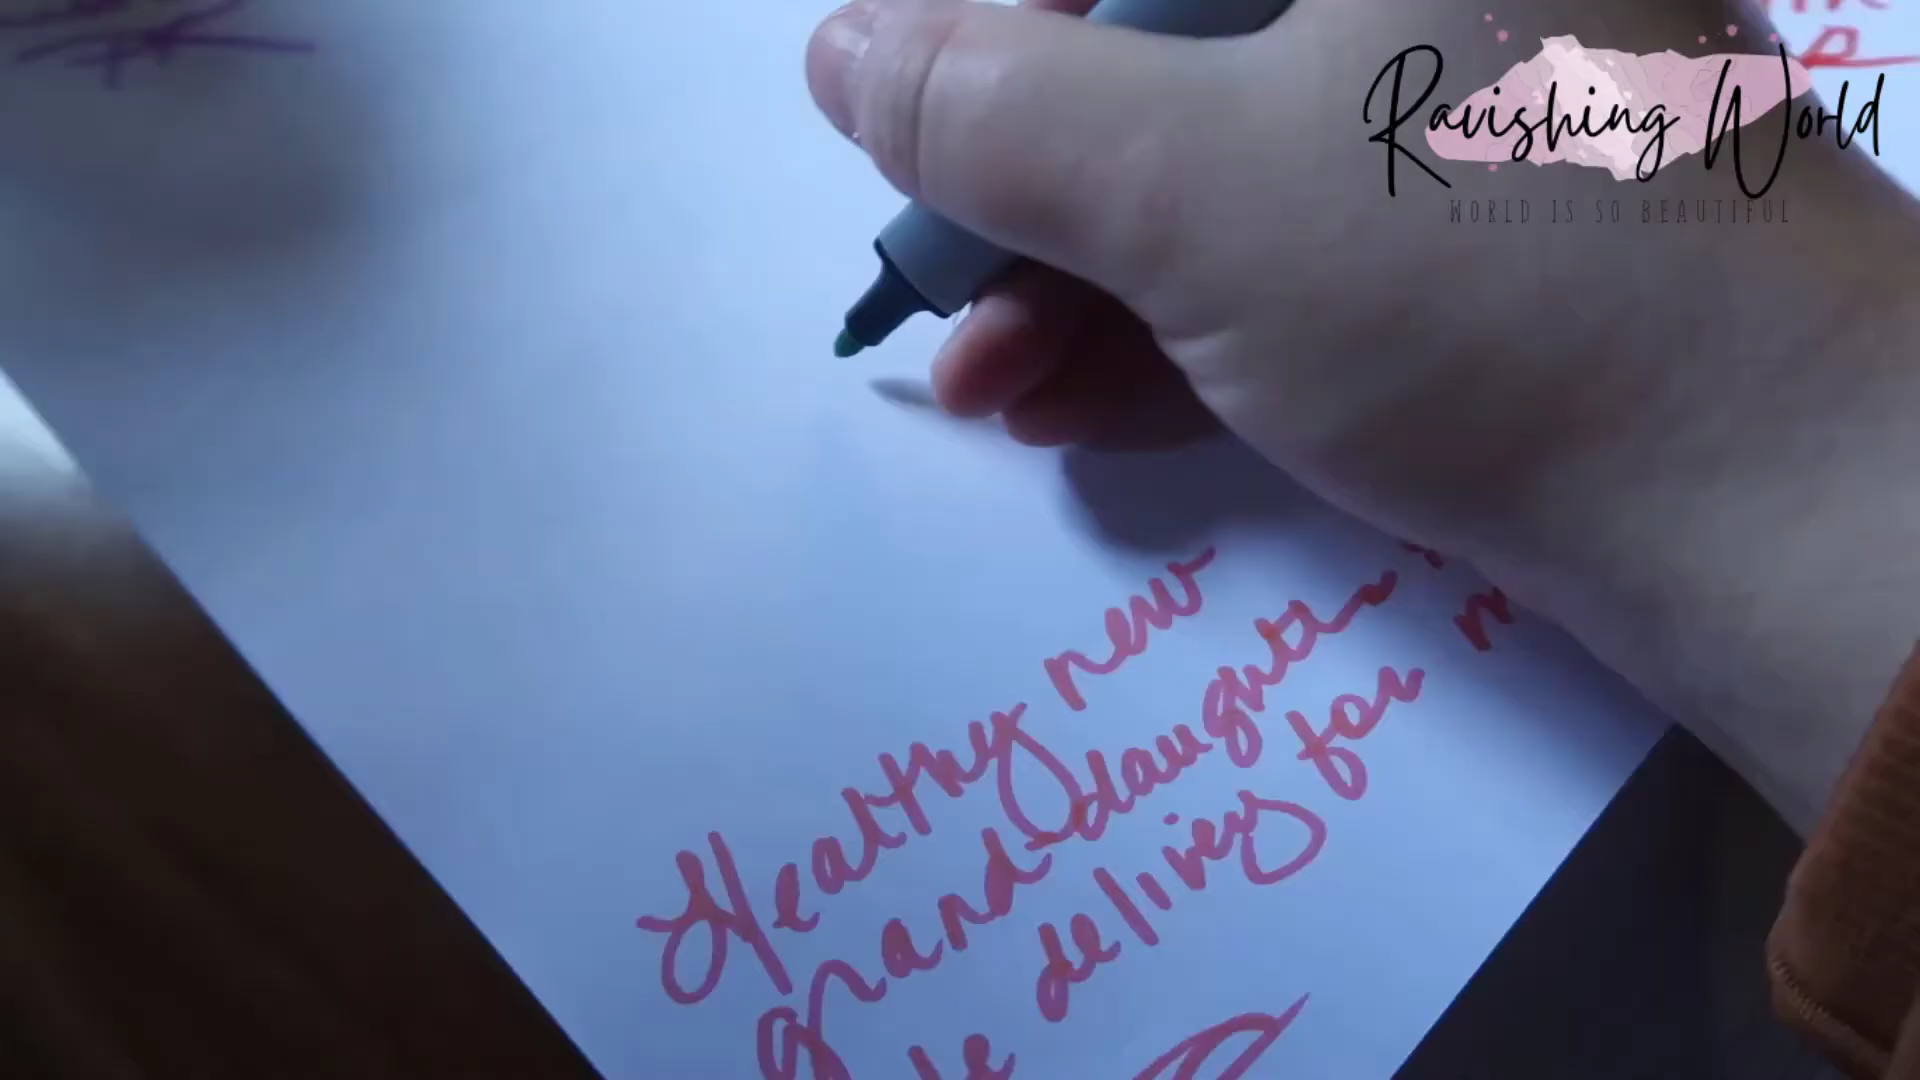 Ravishing World
WORLD IS SO BEAUTIFUL
Healthy new
grand-daughter
delivery for